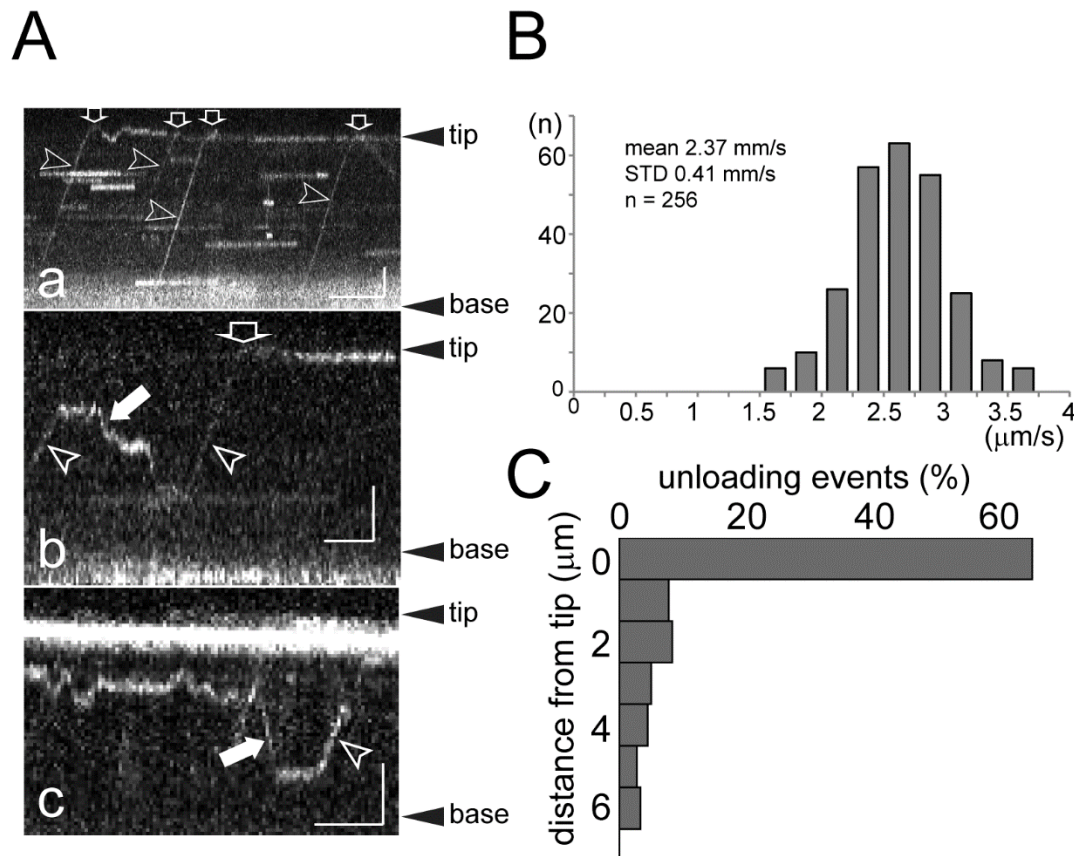 A
tip
a
base
tip
b
base
tip
c
base
B
(n)
60
40
20
0
mean 2.37 mm/s
STD 0.41 mm/s
n = 256
0 0.5 1 1.5 2 2.5 3 3.5 4
(μm/s)
C
unloading events (%)
0 20 40 60
distance from tip (μm)
0
2
4
6